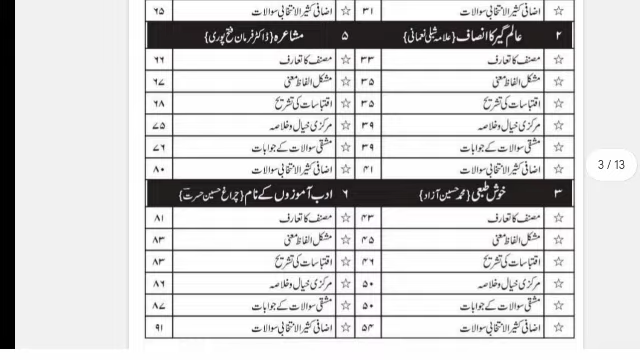 ☆ اضافی کثیر الانتخابی سوالات ۳۱ ☆ اضافی کثیر الانتخابی سوالات ۶۵
۲ عالم گیر کا انصاف {علامہ شبلی نعمانی} ۵ مشاعرہ {ڈاکٹر فرمان فتح پوری}
☆ مصنف کا تعارف ۳۳ ☆ مصنف کا تعارف ۶۶
☆ مشکل الفاظ معنی ۳۵ ☆ مشکل الفاظ معنی ۶۷
☆ اقتباسات کی تشریح ۳۵ ☆ اقتباسات کی تشریح ۶۸
☆ مرکزی خیال و خلاصہ ۳۹ ☆ مرکزی خیال و خلاصہ ۷۵
☆ مشقی سوالات کے جوابات ۳۹ ☆ مشقی سوالات کے جوابات ۷۶
☆ اضافی کثیر الانتخابی سوالات ۴۱ ☆ اضافی کثیر الانتخابی سوالات ۸۰
۳ خوش طبعی {محمد حسین آزاد} ۶ ادب آموزوں کے نام {چراغ حسین حسرت}
☆ مصنف کا تعارف ۴۳ ☆ مصنف کا تعارف ۸۱
☆ مشکل الفاظ معنی ۴۵ ☆ مشکل الفاظ معنی ۸۳
☆ اقتباسات کی تشریح ۴۶ ☆ اقتباسات کی تشریح ۸۳
☆ مرکزی خیال و خلاصہ ۵۰ ☆ مرکزی خیال و خلاصہ ۸۶
☆ مشقی سوالات کے جوابات ۵۰ ☆ مشقی سوالات کے جوابات ۸۷
☆ اضافی کثیر الانتخابی سوالات ۵۴ ☆ اضافی کثیر الانتخابی سوالات ۹۱
3 / 13